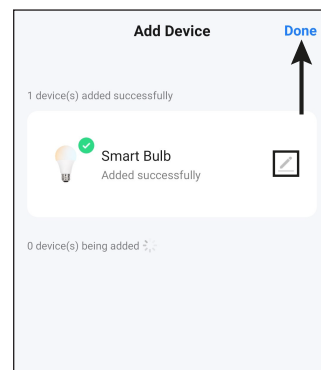 Add Device
Done
1 device(s) added successfully
Smart Bulb
Added successfully
0 device(s) being added